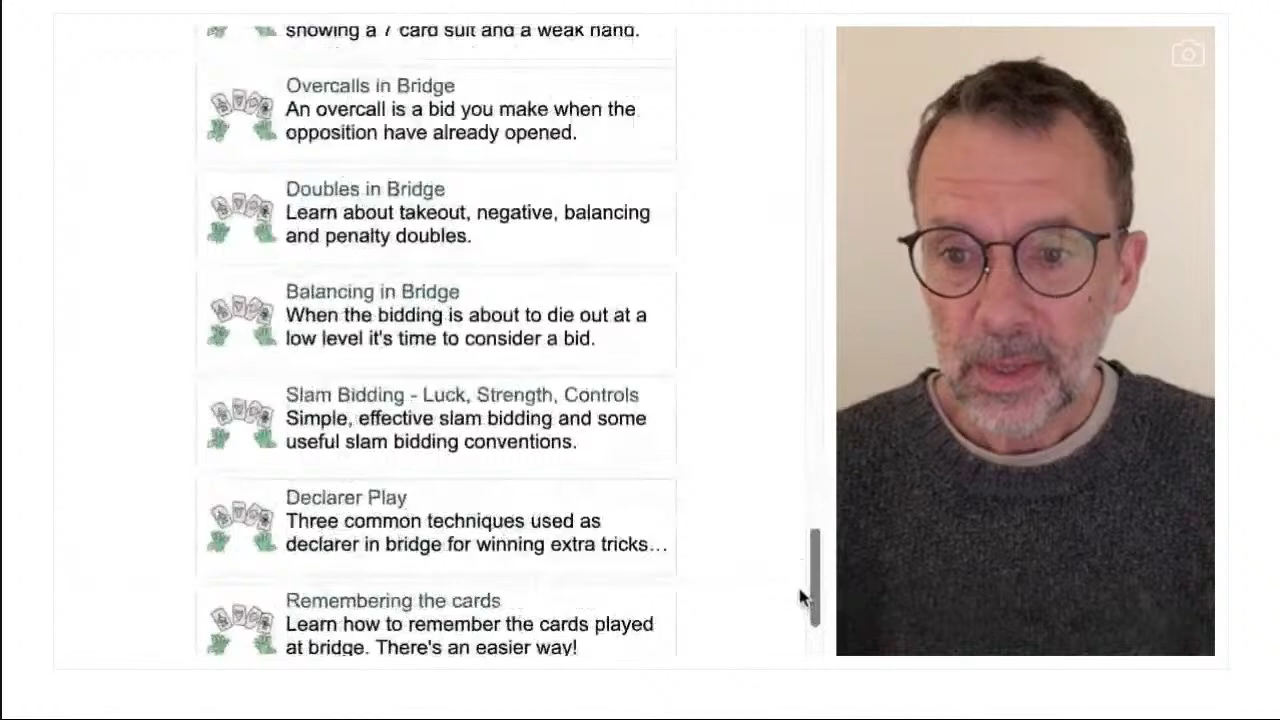 showing a 7 card suit and a weak hand.
Overcalls in Bridge
An overcall is a bid you make when the
opposition have already opened.
Doubles in Bridge
Learn about takeout, negative, balancing
and penalty doubles.
Balancing in Bridge
When the bidding is about to die out at a
low level it's time to consider a bid.
Slam Bidding - Luck, Strength, Controls
Simple, effective slam bidding and some
useful slam bidding conventions.
Declarer Play
Three common techniques used as
declarer in bridge for winning extra tricks...
Remembering the cards
Learn how to remember the cards played
at bridge. There's an easier way!